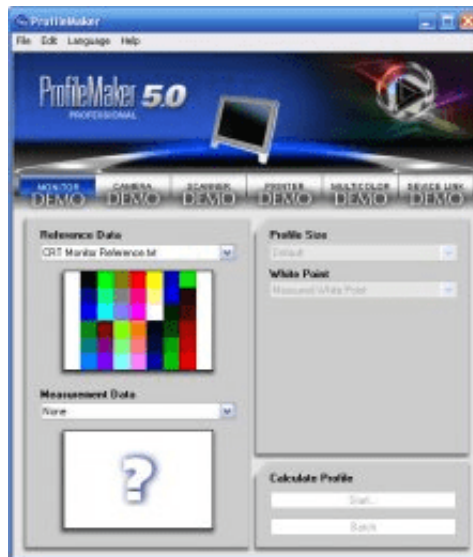 ProfileMaker
File Edit Language Help
ProfileMaker 5.0
PROFESSIONAL
MONITOR CAMERA SCANNER PRINTER MULTICOLOR DEVICE LINK
DEMO DEMO DEMO DEMO DEMO DEMO
Reference Data
CRT Monitor Reference.txt
Profile Size
Default
White Point
Measured White Point
Measurement Data
None
?
Calculate Profile
Start...
Batch